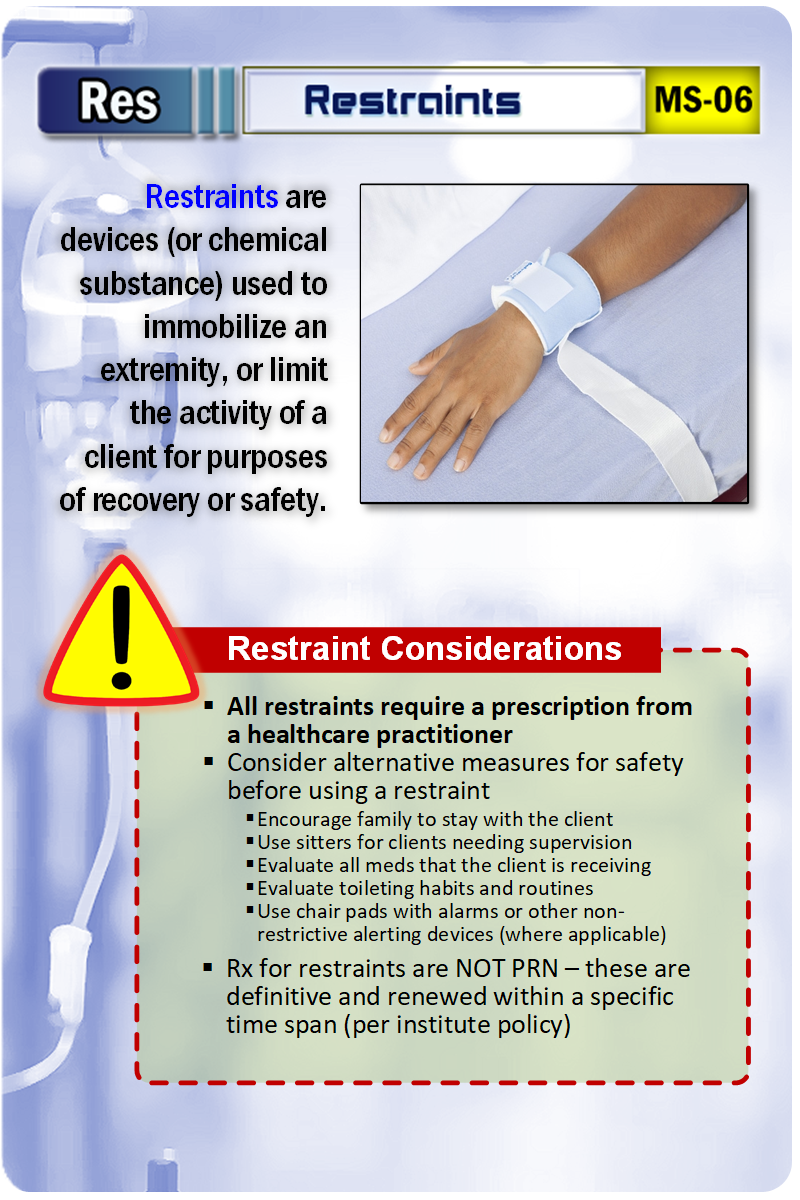 Res
Restraints
MS-06
Restraints are
devices (or chemical
substance) used to
immobilize an
extremity, or limit
the activity of a
client for purposes
of recovery or safety.
!
Restraint Considerations
▪ All restraints require a prescription from
a healthcare practitioner
▪ Consider alternative measures for safety
before using a restraint
▪ Encourage family to stay with the client
▪ Use sitters for clients needing supervision
▪ Evaluate all meds that the client is receiving
▪ Evaluate toileting habits and routines
▪ Use chair pads with alarms or other non-
restrictive alerting devices (where applicable)
▪ Rx for restraints are NOT PRN – these are
definitive and renewed within a specific
time span (per institute policy)